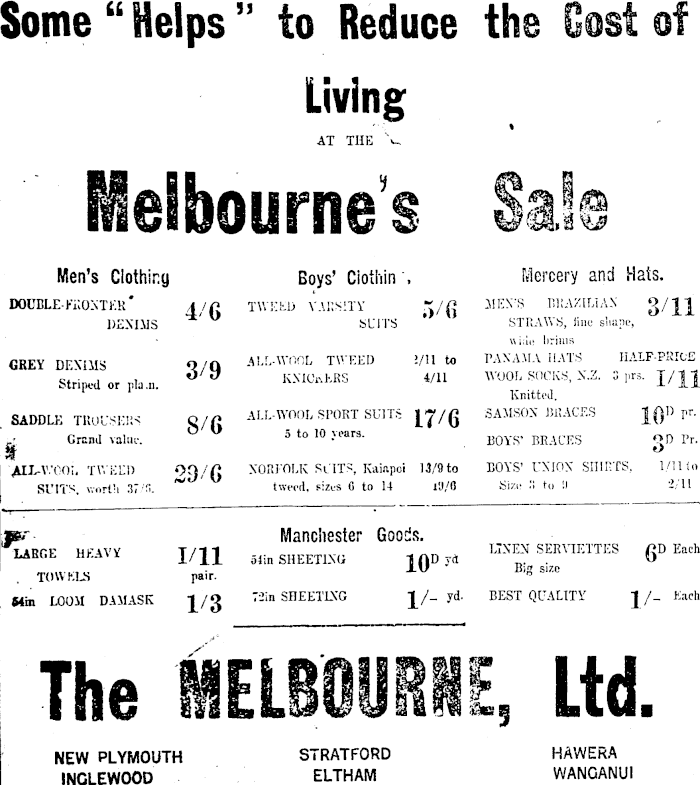 Some "Helps" to Reduce the Cost of
Living
AT THE
Melbourne's Sale
Men's Clothing
DOUBLE-FRONTER DENIMS 4/6
GREY DENIMS 3/9
Striped or plain.
SADDLE TROUSERS 8/6
Grand value.
ALL-WOOL TWEED 29/6
SUITS, worth 37/6.
Boys' Clothin
TWEED VARSITY SUITS 5/6
ALL-WOOL TWEED 2/11 to
KNICKERS 4/11
ALL-WOOL SPORT SUITS 17/6
5 to 10 years.
NORFOLK SUITS, Kaiapoi 13/9 to
tweed, sizes 6 to 14 19/6
Mercery and Hats.
MEN'S BRAZILIAN 3/11
STRAWS, fine shape,
wide brims
PANAMA HATS HALF-PRICE
WOOL SOCKS, N.Z. 3 prs. 1/11
Knitted.
SAMSON BRACES 10D pr.
BOYS' BRACES 3D Pr.
BOYS' UNION SHIRTS, 1/11 to
Size 3 to 9 2/11
Manchester Goods.
LARGE HEAVY 1/11
TOWELS pair.
54in LOOM DAMASK 1/3
54in SHEETING 10D yd
72in SHEETING 1/- yd.
LINEN SERVIETTES 6D Each
Big size
BEST QUALITY 1/- Each
The MELBOURNE, Ltd.
NEW PLYMOUTH STRATFORD HAWERA
INGLEWOOD ELTHAM WANGANUI